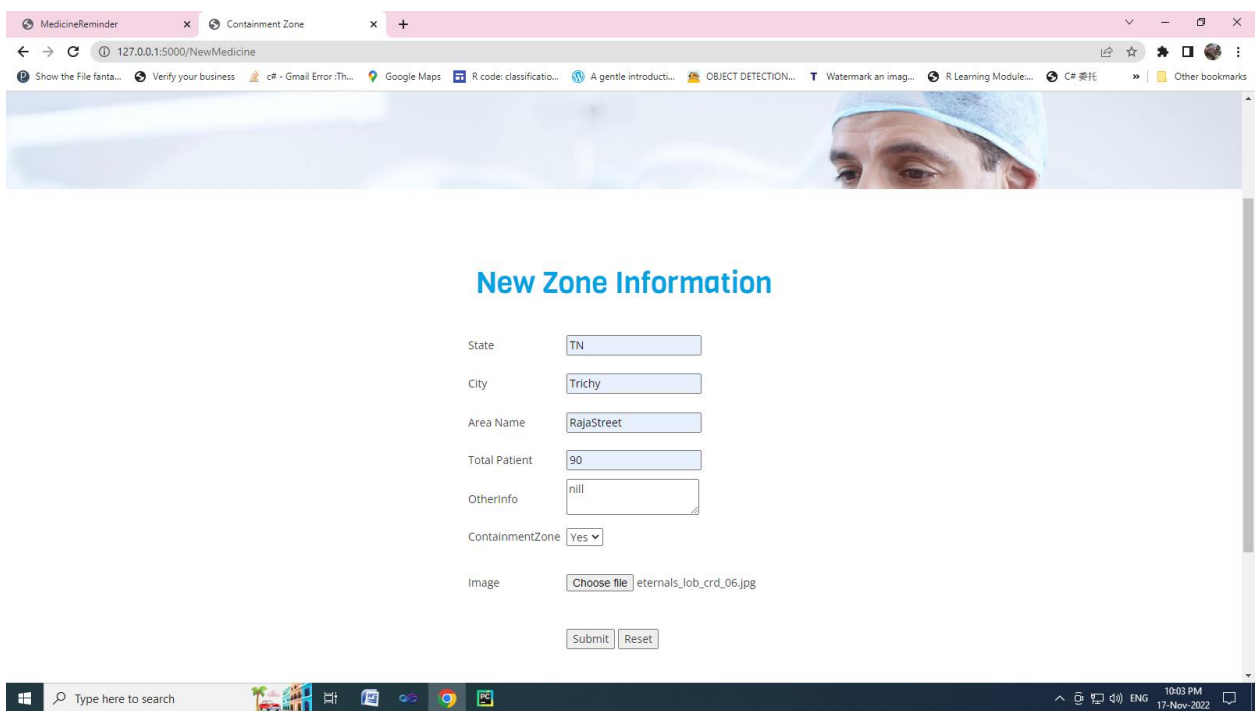 MedicineReminder
Containment Zone
127.0.0.1:5000/NewMedicine
Show the File fanta... Verify your business c# - Gmail Error :Th... Google Maps R code: classificatio... A gentle introducti... OBJECT DETECTION... T Watermark an imag... R Learning Module:... C# 委托 » Other bookmarks
New Zone Information
State TN
City Trichy
Area Name RajaStreet
Total Patient 90
OtherInfo nill
ContainmentZone Yes
Image Choose file eternals_lob_crd_06.jpg
Submit Reset
Type here to search
ENG
10:03 PM
17-Nov-2022